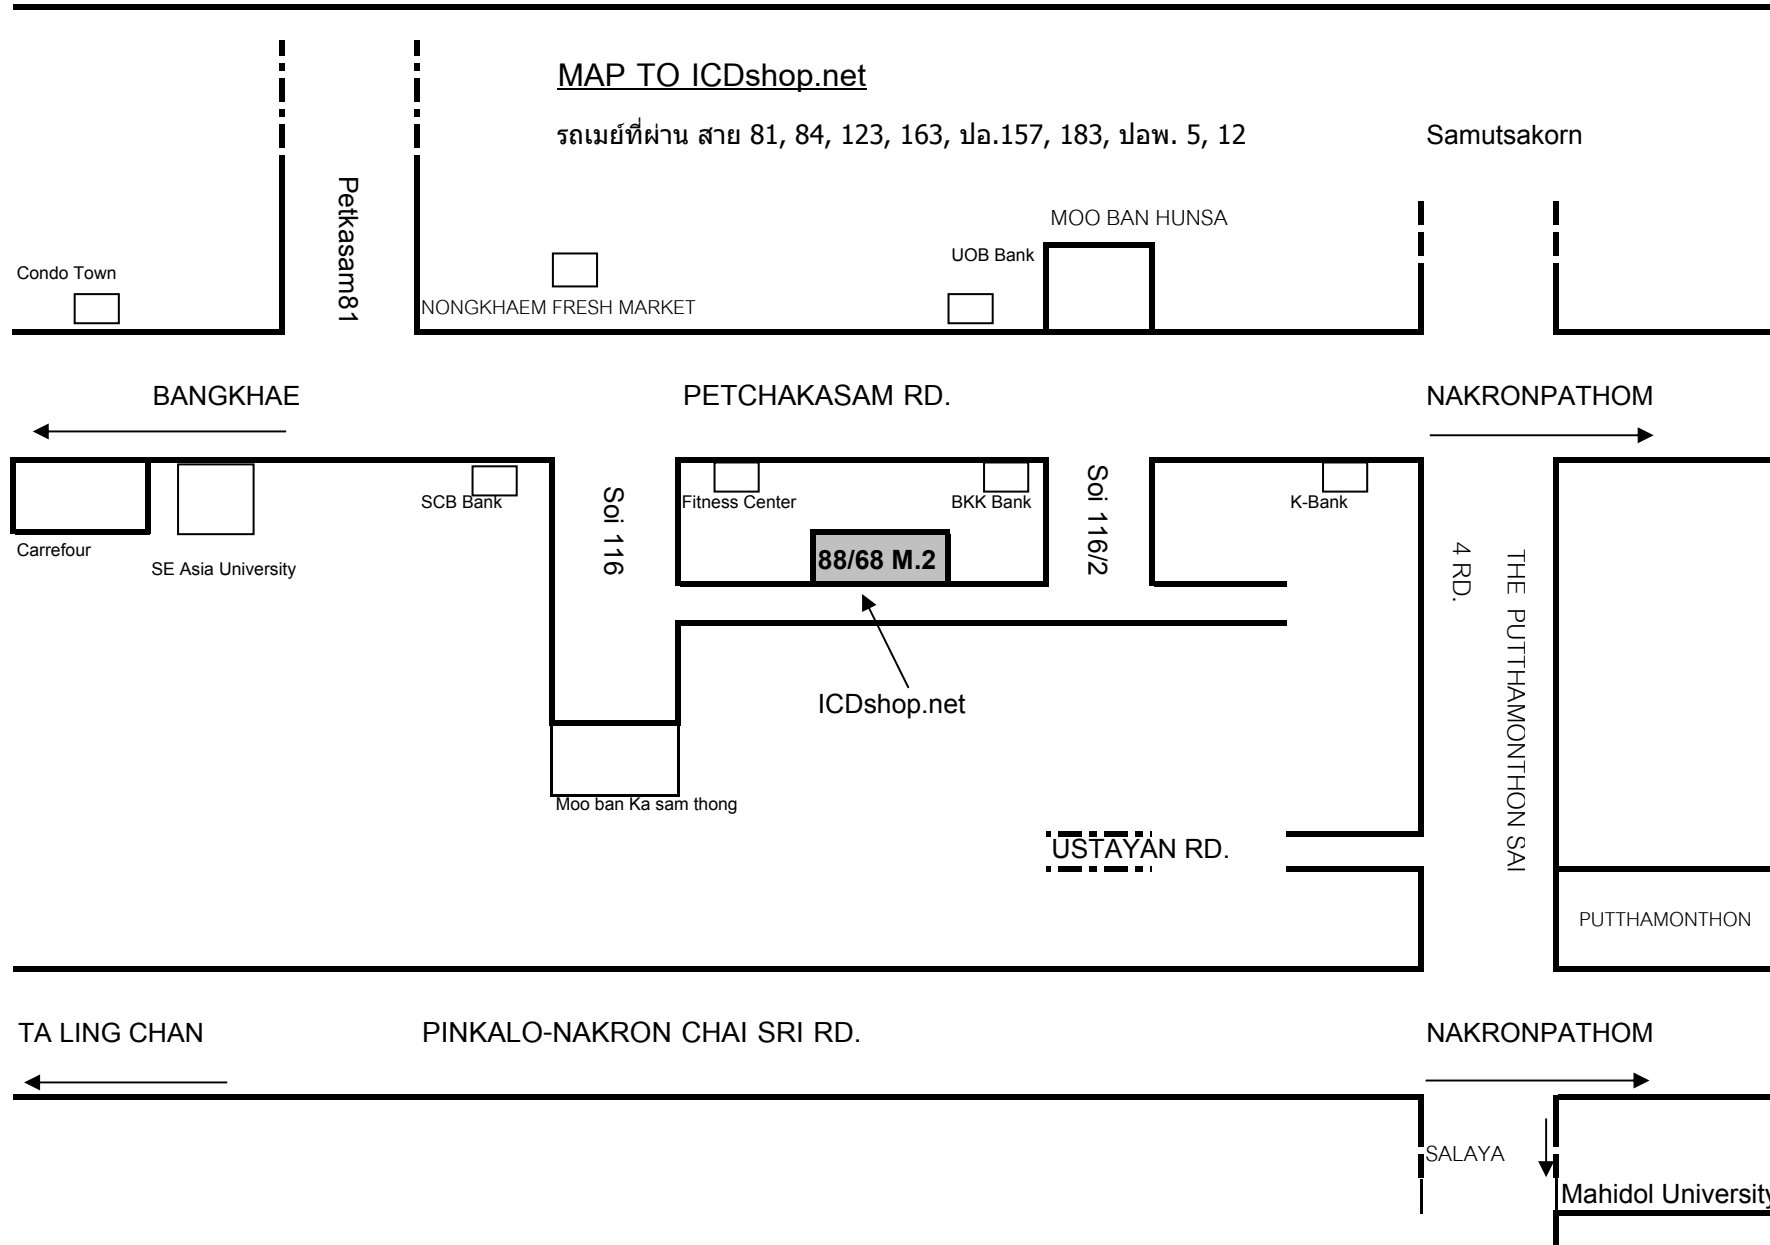 MAP TO ICDshop.net
รถเมย์ที่ผ่าน สาย 81, 84, 123, 163, ปอ.157, 183, ปอพ. 5, 12
Samutsakorn
Petkasam81
MOO BAN HUNSA
UOB Bank
Condo Town
NONGKHAEM FRESH MARKET
BANGKHAE
PETCHAKASAM RD.
NAKRONPATHOM
SCB Bank
Soi 116
Fitness Center
BKK Bank
Soi 116/2
K-Bank
Carrefour
SE Asia University
88/68 M.2
THE PUTTHAMONTHON SAI
4 RD.
ICDshop.net
Moo ban Ka sam thong
USTAYAN RD.
PUTTHAMONTHON
TA LING CHAN
PINKALO-NAKRON CHAI SRI RD.
NAKRONPATHOM
SALAYA
Mahidol University